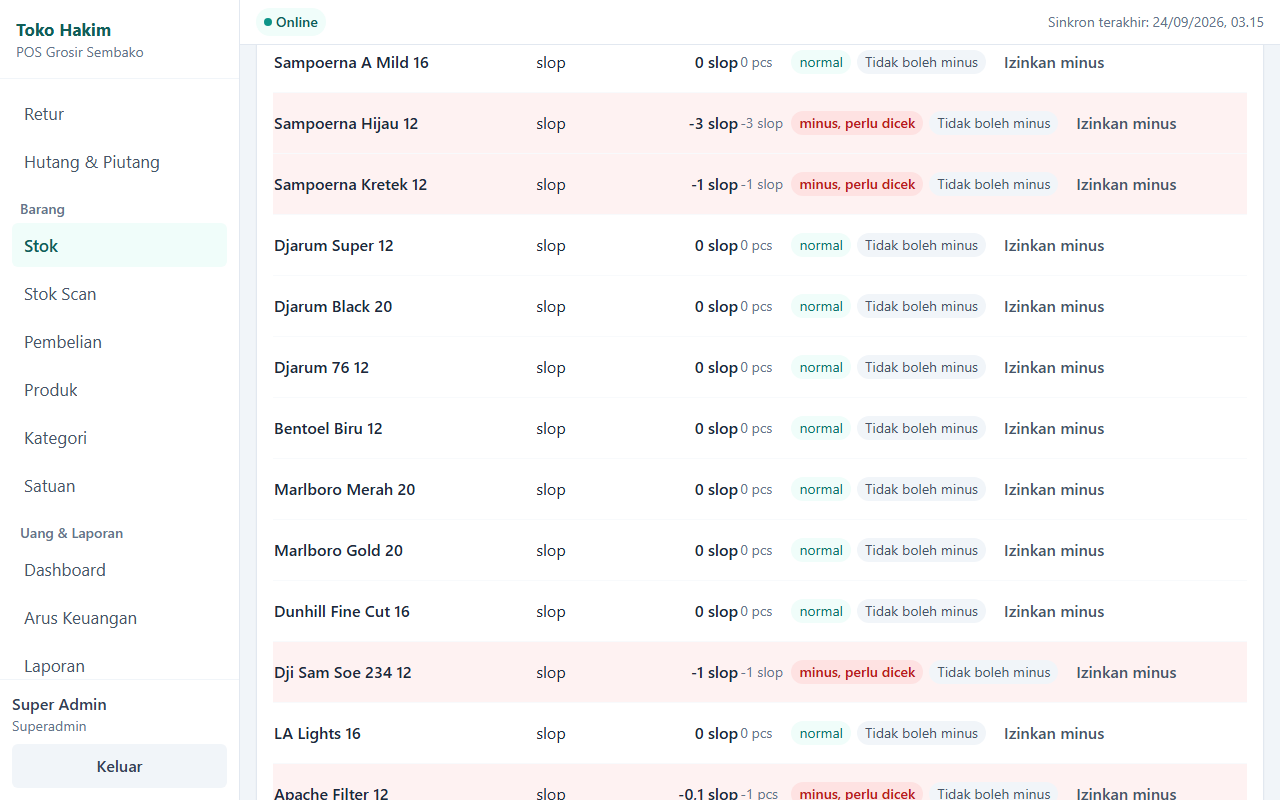 Toko Hakim
POS Grosir Sembako
Retur
Hutang & Piutang
Barang
Stok
Stok Scan
Pembelian
Produk
Kategori
Satuan
Uang & Laporan
Dashboard
Arus Keuangan
Laporan
Super Admin
Superadmin
Keluar
Online
Sinkron terakhir: 24/09/2026, 03.15
Sampoerna A Mild 16 slop 0 slop 0 pcs normal Tidak boleh minus Izinkan minus
Sampoerna Hijau 12 slop -3 slop -3 slop minus, perlu dicek Tidak boleh minus Izinkan minus
Sampoerna Kretek 12 slop -1 slop -1 slop minus, perlu dicek Tidak boleh minus Izinkan minus
Djarum Super 12 slop 0 slop 0 pcs normal Tidak boleh minus Izinkan minus
Djarum Black 20 slop 0 slop 0 pcs normal Tidak boleh minus Izinkan minus
Djarum 76 12 slop 0 slop 0 pcs normal Tidak boleh minus Izinkan minus
Bentoel Biru 12 slop 0 slop 0 pcs normal Tidak boleh minus Izinkan minus
Marlboro Merah 20 slop 0 slop 0 pcs normal Tidak boleh minus Izinkan minus
Marlboro Gold 20 slop 0 slop 0 pcs normal Tidak boleh minus Izinkan minus
Dunhill Fine Cut 16 slop 0 slop 0 pcs normal Tidak boleh minus Izinkan minus
Dji Sam Soe 234 12 slop -1 slop -1 slop minus, perlu dicek Tidak boleh minus Izinkan minus
LA Lights 16 slop 0 slop 0 pcs normal Tidak boleh minus Izinkan minus
Apache Filter 12 slop -0,1 slop -1 pcs minus, perlu dicek Tidak boleh minus Izinkan minus